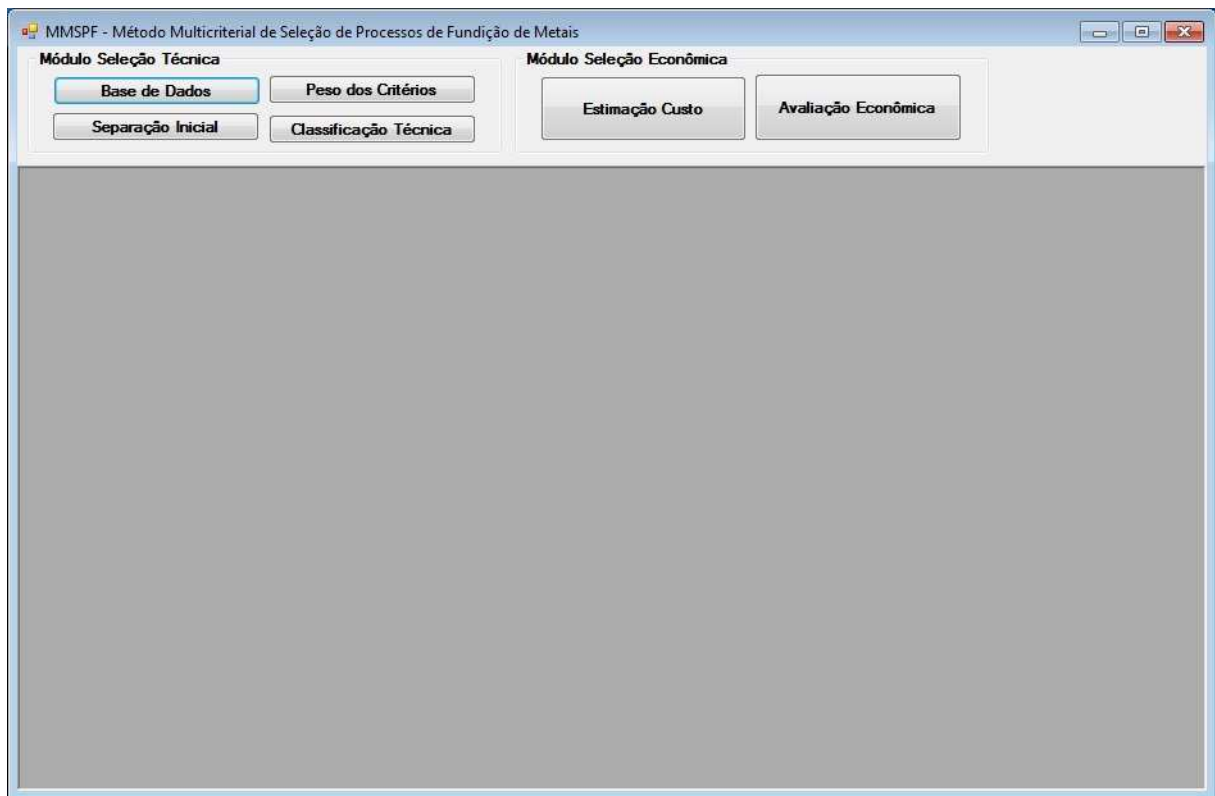 MMSPF - Método Multicriterial de Seleção de Processos de Fundição de Metais
Módulo Seleção Técnica
Base de Dados
Peso dos Critérios
Separação Inicial
Classificação Técnica
Módulo Seleção Econômica
Estimação Custo
Avaliação Econômica